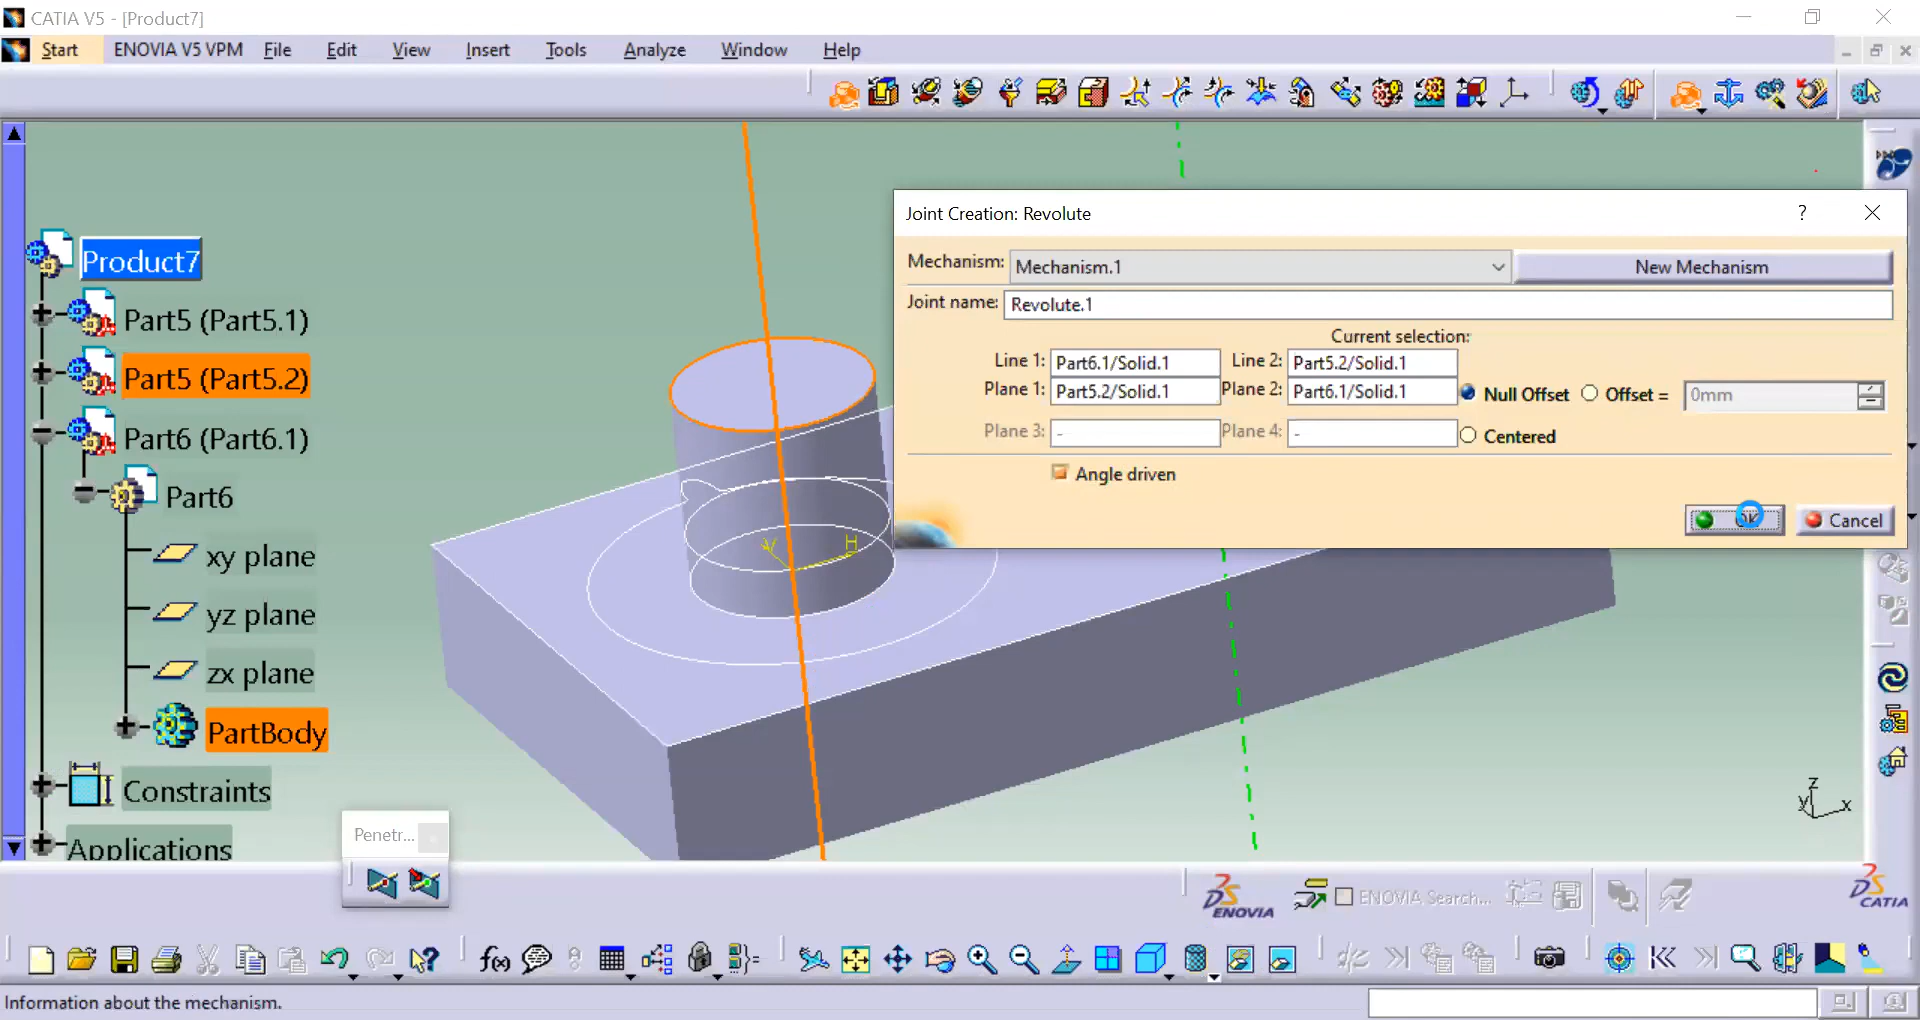 CATIA V5 - [Product7]
Start ENOVIA V5 VPM File Edit View Insert Tools Analyze Window Help
Joint Creation: Revolute ?
Mechanism: Mechanism.1 New Mechanism
Joint name: Revolute.1
Current selection:
Line 1: Part6.1/Solid.1 Line 2: Part5.2/Solid.1
Plane 1: Part5.2/Solid.1 Plane 2: Part6.1/Solid.1 Null Offset Offset = 0mm
Plane 3: - Plane 4: - Centered
Angle driven
OK Cancel
Product7
Part5 (Part5.1)
Part5 (Part5.2)
Part6 (Part6.1)
Part6
xy plane
yz plane
zx plane
PartBody
Constraints
Applications
V H
z
y x
Penetr...
DS ENOVIA ENOVIA Search... DS CATIA
f(x)
Information about the mechanism.